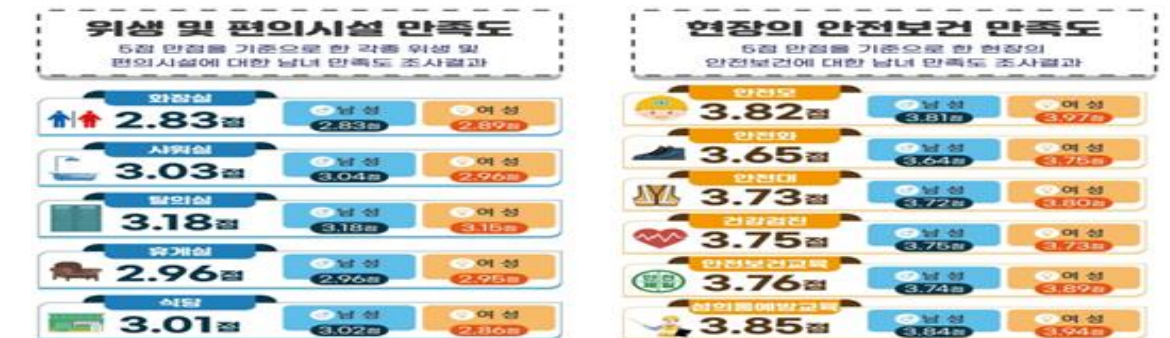 위생 및 편의시설 만족도
5점 만점을 기준으로 한 각종 위생 및
편의시설에 대한 남녀 만족도 조사결과
화장실
2.83점
남성
2.83점
여성
2.89점
샤워실
3.03점
남성
3.04점
여성
2.96점
탈의실
3.18점
남성
3.18점
여성
3.15점
휴게실
2.96점
남성
2.96점
여성
2.95점
식당
3.01점
남성
3.02점
여성
2.86점
현장의 안전보건 만족도
5점 만점을 기준으로 한 현장의
안전보건에 대한 남녀 만족도 조사결과
안전모
3.82점
남성
3.81점
여성
3.97점
안전화
3.65점
남성
3.64점
여성
3.75점
안전대
3.73점
남성
3.72점
여성
3.80점
건강검진
3.75점
남성
3.75점
여성
3.73점
안전보건교육
안전제일
3.76점
남성
3.74점
여성
3.89점
성희롱예방교육
3.85점
남성
3.84점
여성
3.94점